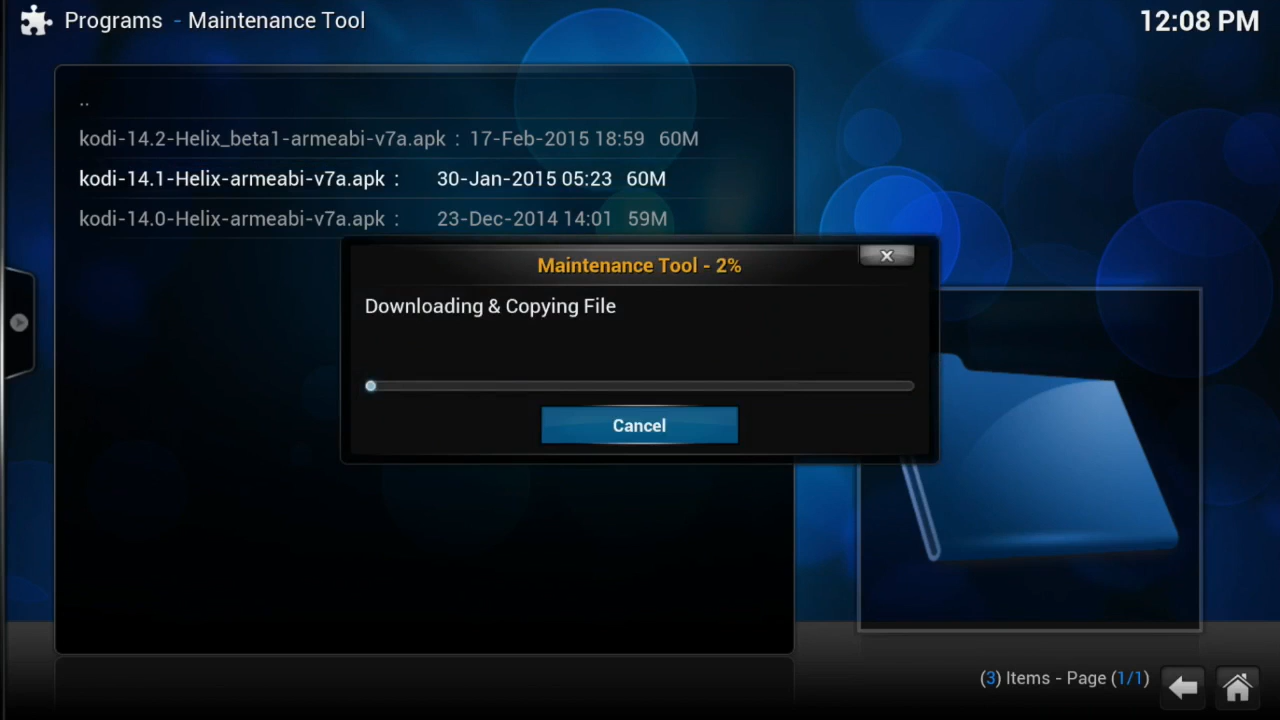 Programs - Maintenance Tool
12:08 PM
..
kodi-14.2-Helix_beta1-armeabi-v7a.apk : 17-Feb-2015 18:59 60M
kodi-14.1-Helix-armeabi-v7a.apk : 30-Jan-2015 05:23 60M
kodi-14.0-Helix-armeabi-v7a.apk : 23-Dec-2014 14:01 59M
Maintenance Tool - 2%
Downloading & Copying File
Cancel
(3) Items - Page (1/1)